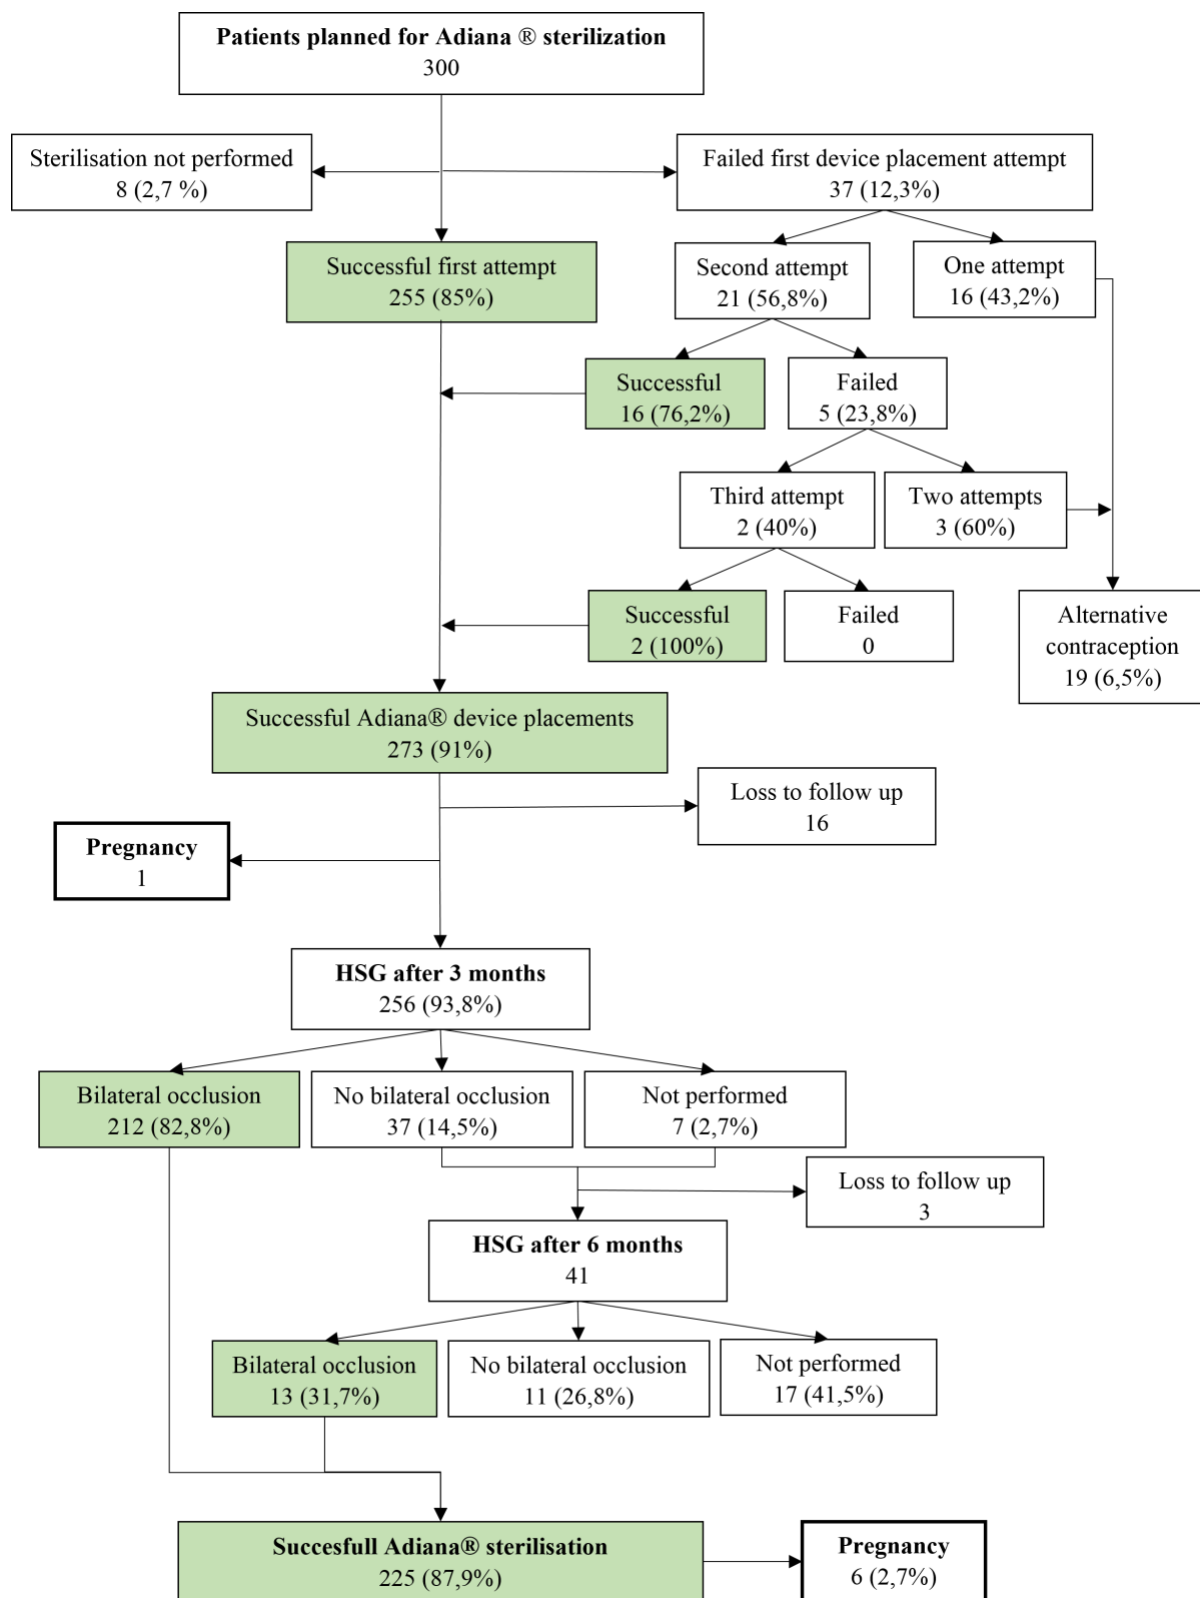 Patients planned for Adiana ® sterilization
300
Sterilisation not performed
8 (2,7 %)
Failed first device placement attempt
37 (12,3%)
Successful first attempt
255 (85%)
Second attempt
21 (56,8%)
One attempt
16 (43,2%)
Successful
16 (76,2%)
Failed
5 (23,8%)
Third attempt
2 (40%)
Two attempts
3 (60%)
Successful
2 (100%)
Failed
0
Alternative
contraception
19 (6,5%)
Successful Adiana® device placements
273 (91%)
Loss to follow up
16
Pregnancy
1
HSG after 3 months
256 (93,8%)
Bilateral occlusion
212 (82,8%)
No bilateral occlusion
37 (14,5%)
Not performed
7 (2,7%)
Loss to follow up
3
HSG after 6 months
41
Bilateral occlusion
13 (31,7%)
No bilateral occlusion
11 (26,8%)
Not performed
17 (41,5%)
Succesfull Adiana® sterilisation
225 (87,9%)
Pregnancy
6 (2,7%)